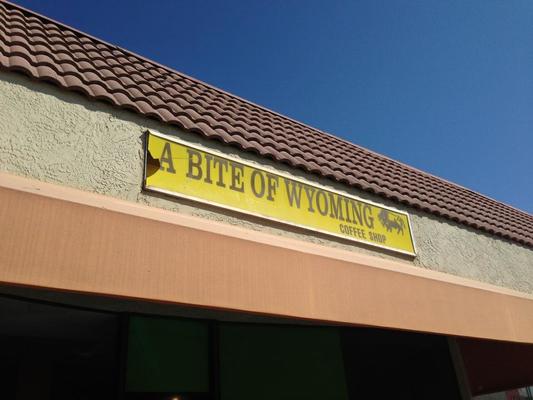 A BITE OF WYOMING
COFFEE SHOP